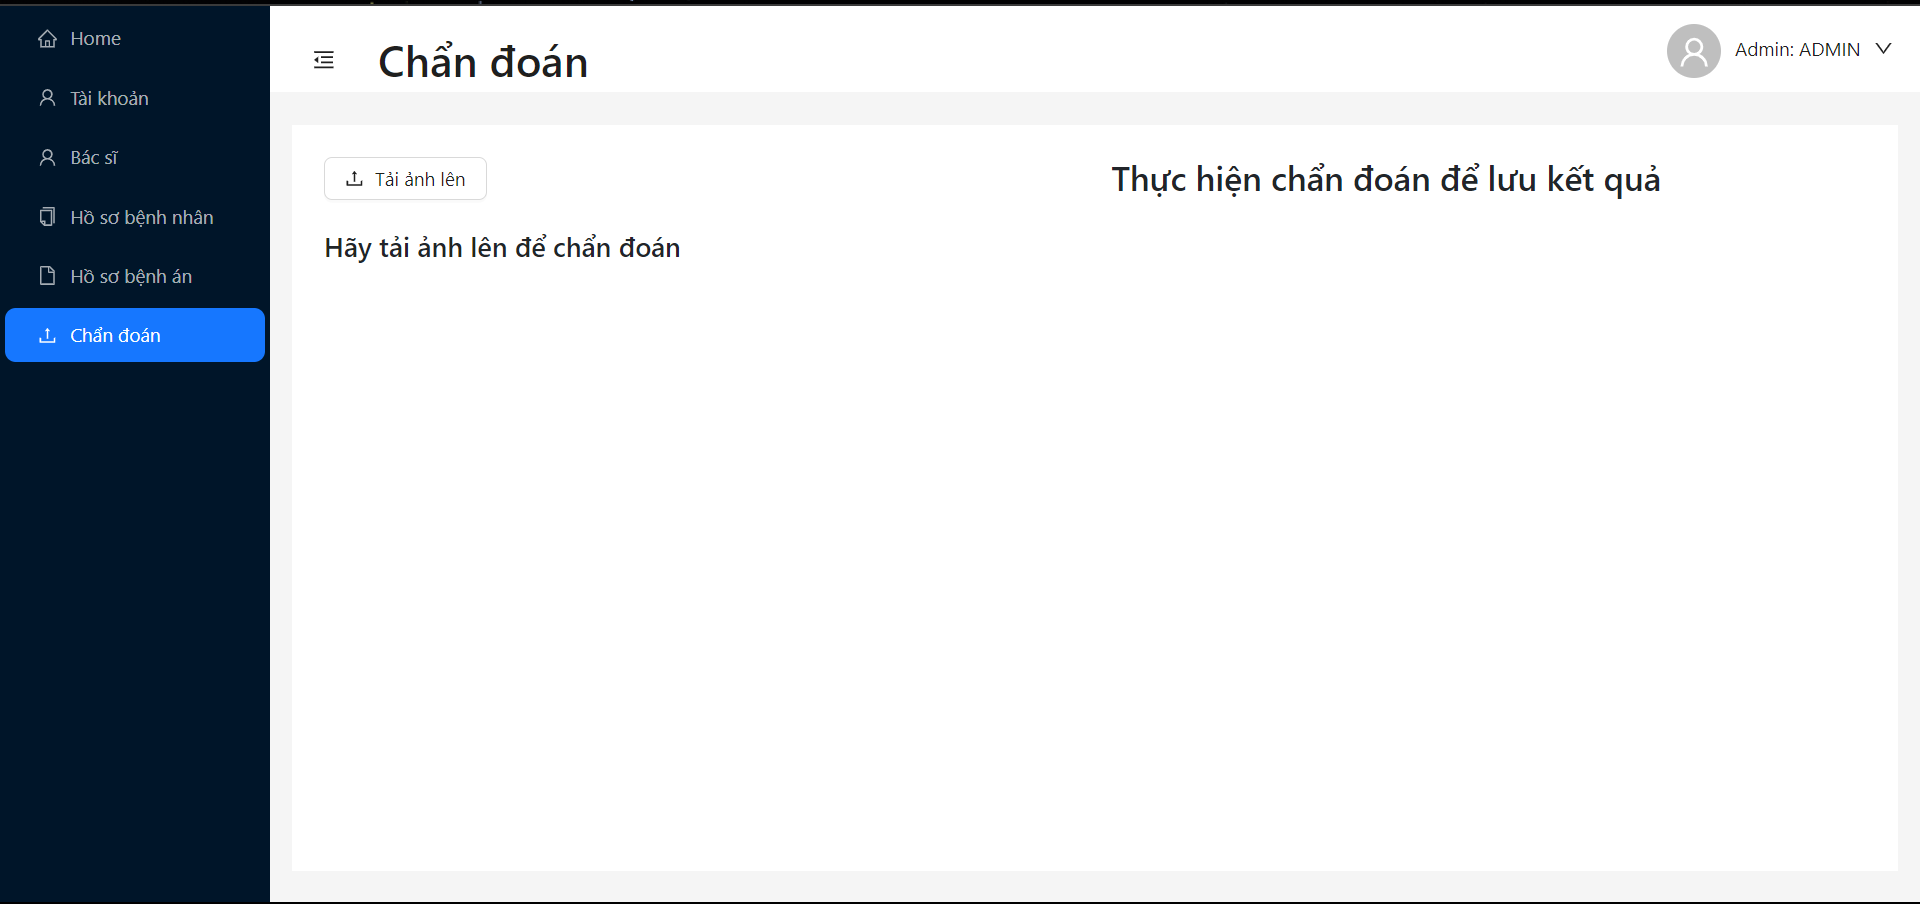 Home
Tài khoản
Bác sĩ
Hồ sơ bệnh nhân
Hồ sơ bệnh án
Chẩn đoán
Chẩn đoán
Admin: ADMIN
Tải ảnh lên
Hãy tải ảnh lên để chẩn đoán
Thực hiện chẩn đoán để lưu kết quả